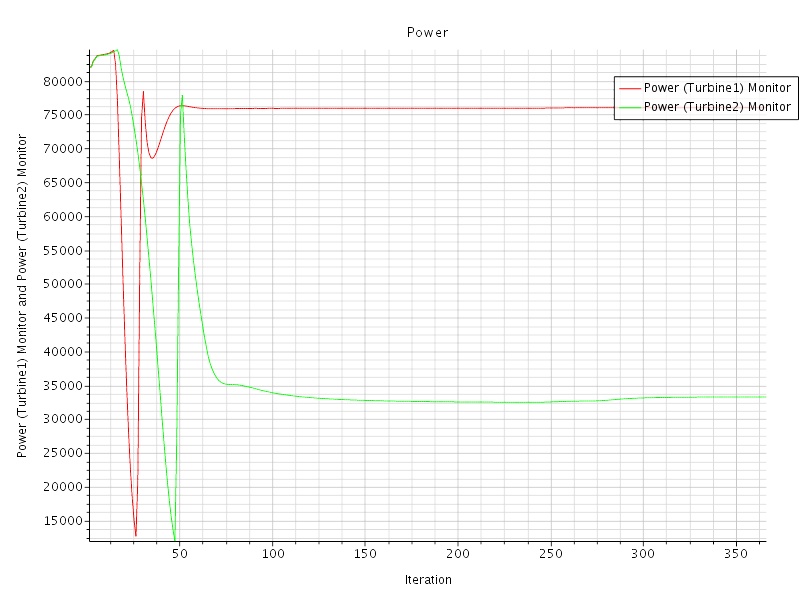 Power
Power (Turbine1) Monitor
Power (Turbine2) Monitor
Power (Turbine1) Monitor and Power (Turbine2) Monitor
80000
75000
70000
65000
60000
55000
50000
45000
40000
35000
30000
25000
20000
15000
50 100 150 200 250 300 350
Iteration